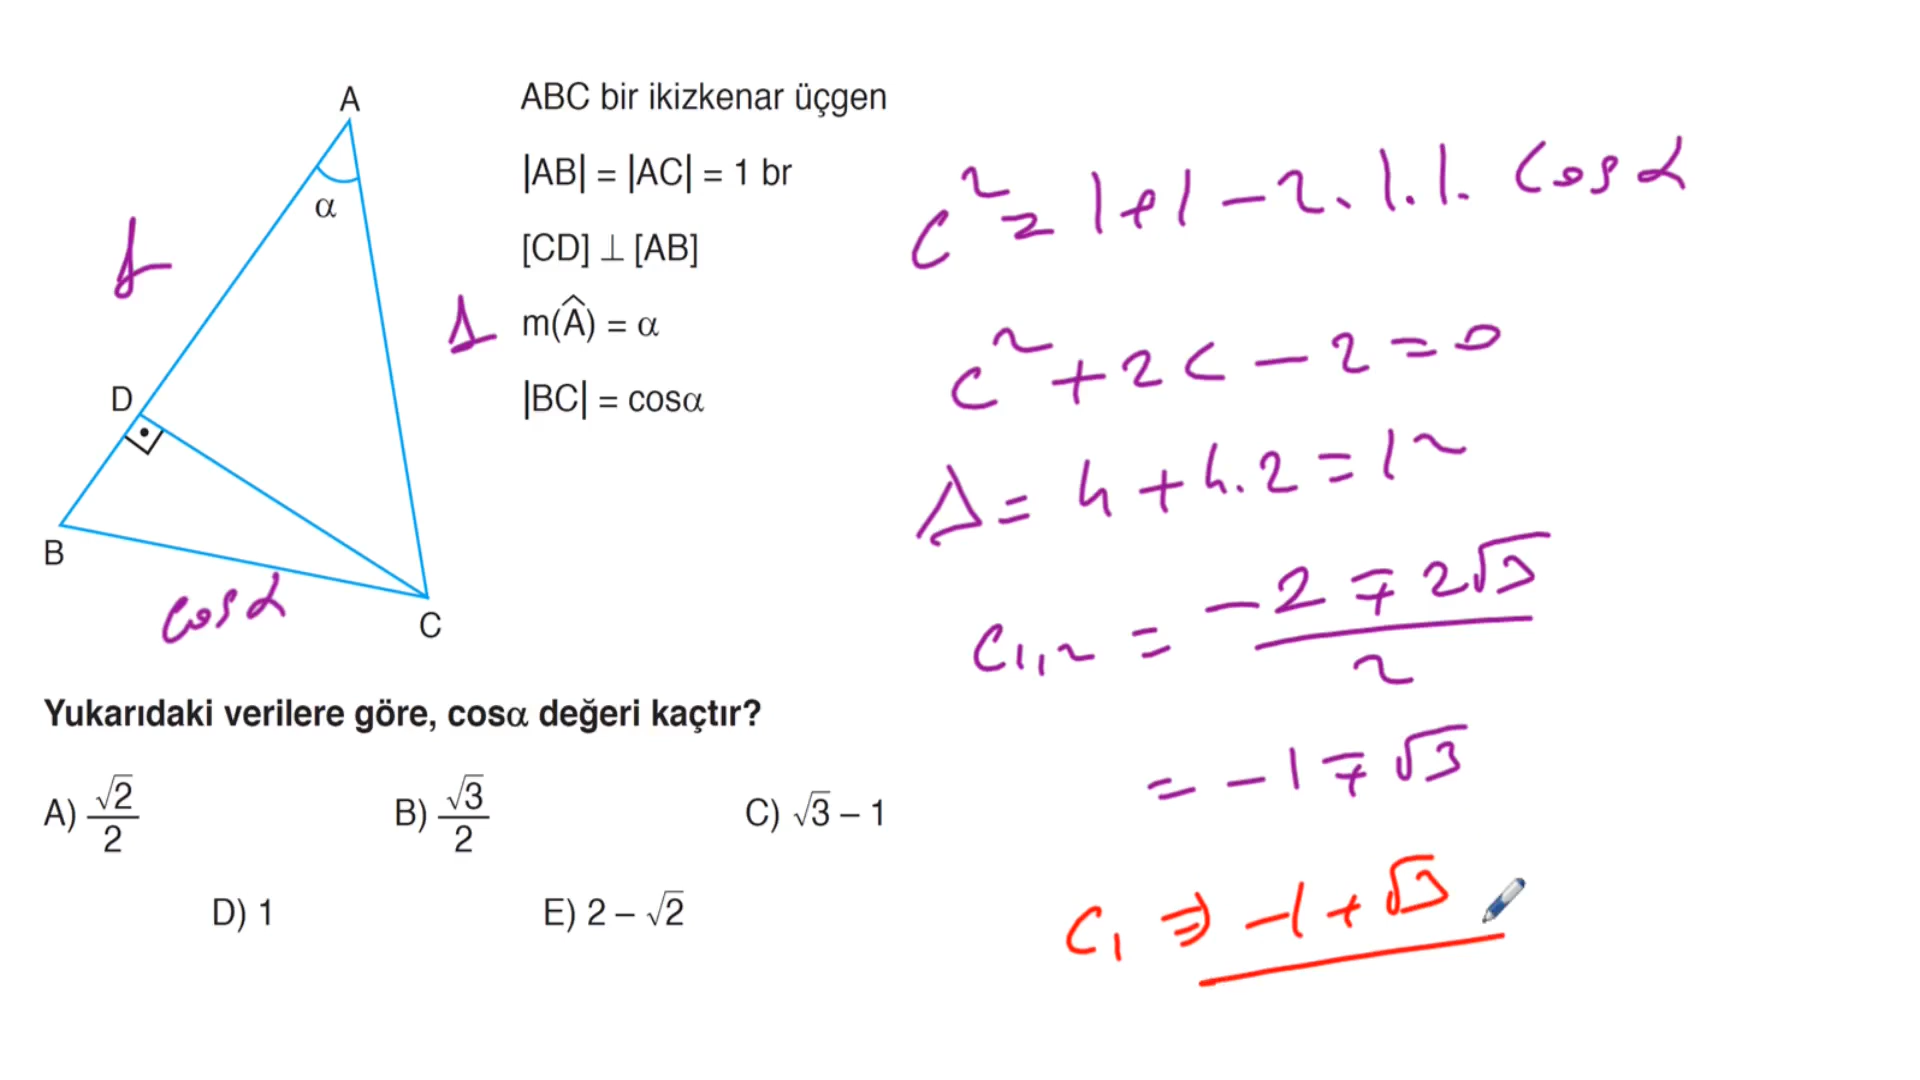 A
α
D
B
C
1
1
cosα
ABC bir ikizkenar üçgen
|AB| = |AC| = 1 br
[CD] ⊥ [AB]
m(Â) = α
|BC| = cosα
Yukarıdaki verilere göre, cosα değeri kaçtır?
A) √2/2
B) √3/2
C) √3 – 1
D) 1
E) 2 – √2
c² = 1+1 – 2.1.1. cosα
c² + 2c – 2 = 0
Δ = 4 + 4.2 = 12
c₁,₂ = (–2 ∓ 2√3)/2
= –1 ∓ √3
c₁ ⇒ –1 + √3